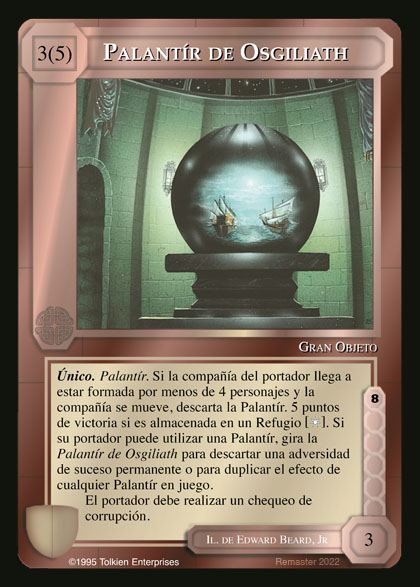 3(5)
PALANTÍR DE OSGILIATH
GRAN OBJETO
Único. Palantír. Si la compañía del portador llega a
estar formada por menos de 4 personajes y la
compañía se mueve, descarta la Palantír. 5 puntos
de victoria si es almacenada en un Refugio [☼]. Si
su portador puede utilizar una Palantír, gira la
Palantír de Osgiliath para descartar una adversidad
de suceso permanente o para duplicar el efecto de
cualquier Palantír en juego.
El portador debe realizar un chequeo de
corrupción.
8
IL. DE EDWARD BEARD, JR
3
©1995 Tolkien Enterprises
Remaster 2022